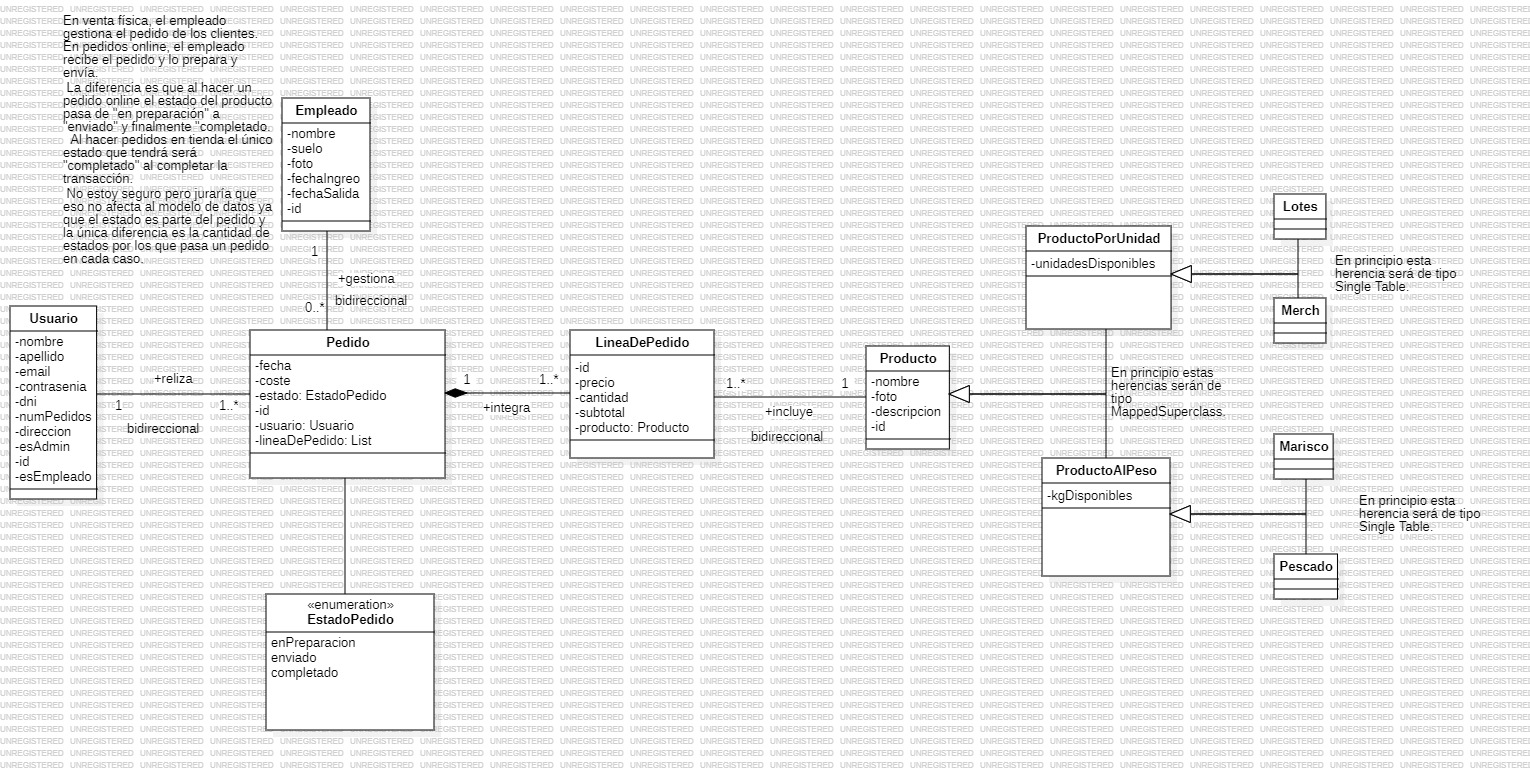 En venta física, el empleado
gestiona el pedido de los clientes.
En pedidos online, el empleado
recibe el pedido y lo prepara y
envía.
La diferencia es que al hacer un
pedido online el estado del producto
pasa de "en preparación" a
"enviado" y finalmente "completado.
Al hacer pedidos en tienda el único
estado que tendrá será
"completado" al completar la
transacción.
No estoy seguro pero juraría que
eso no afecta al modelo de datos ya
que el estado es parte del pedido y
la única diferencia es la cantidad de
estados por los que pasa un pedido
en cada caso.
Empleado
-nombre
-suelo
-foto
-fechaIngreo
-fechaSalida
-id
1
+gestiona
0..*
bidireccional
Usuario
-nombre
-apellido
-email
-contrasenia
-dni
-numPedidos
-direccion
-esAdmin
-id
-esEmpleado
+reliza
1
1..*
bidireccional
Pedido
-fecha
-coste
-estado: EstadoPedido
-id
-usuario: Usuario
-lineaDePedido: List
1
1..*
+integra
LineaDePedido
-id
-precio
-cantidad
-subtotal
-producto: Producto
1..*
1
+incluye
bidireccional
Producto
-nombre
-foto
-descripcion
-id
ProductoPorUnidad
-unidadesDisponibles
Lotes
Merch
En principio esta
herencia será de tipo
Single Table.
En principio estas
herencias serán de
tipo
MappedSuperclass.
ProductoAlPeso
-kgDisponibles
Marisco
Pescado
En principio esta
herencia será de tipo
Single Table.
«enumeration»
EstadoPedido
enPreparacion
enviado
completado
UNREGISTERED